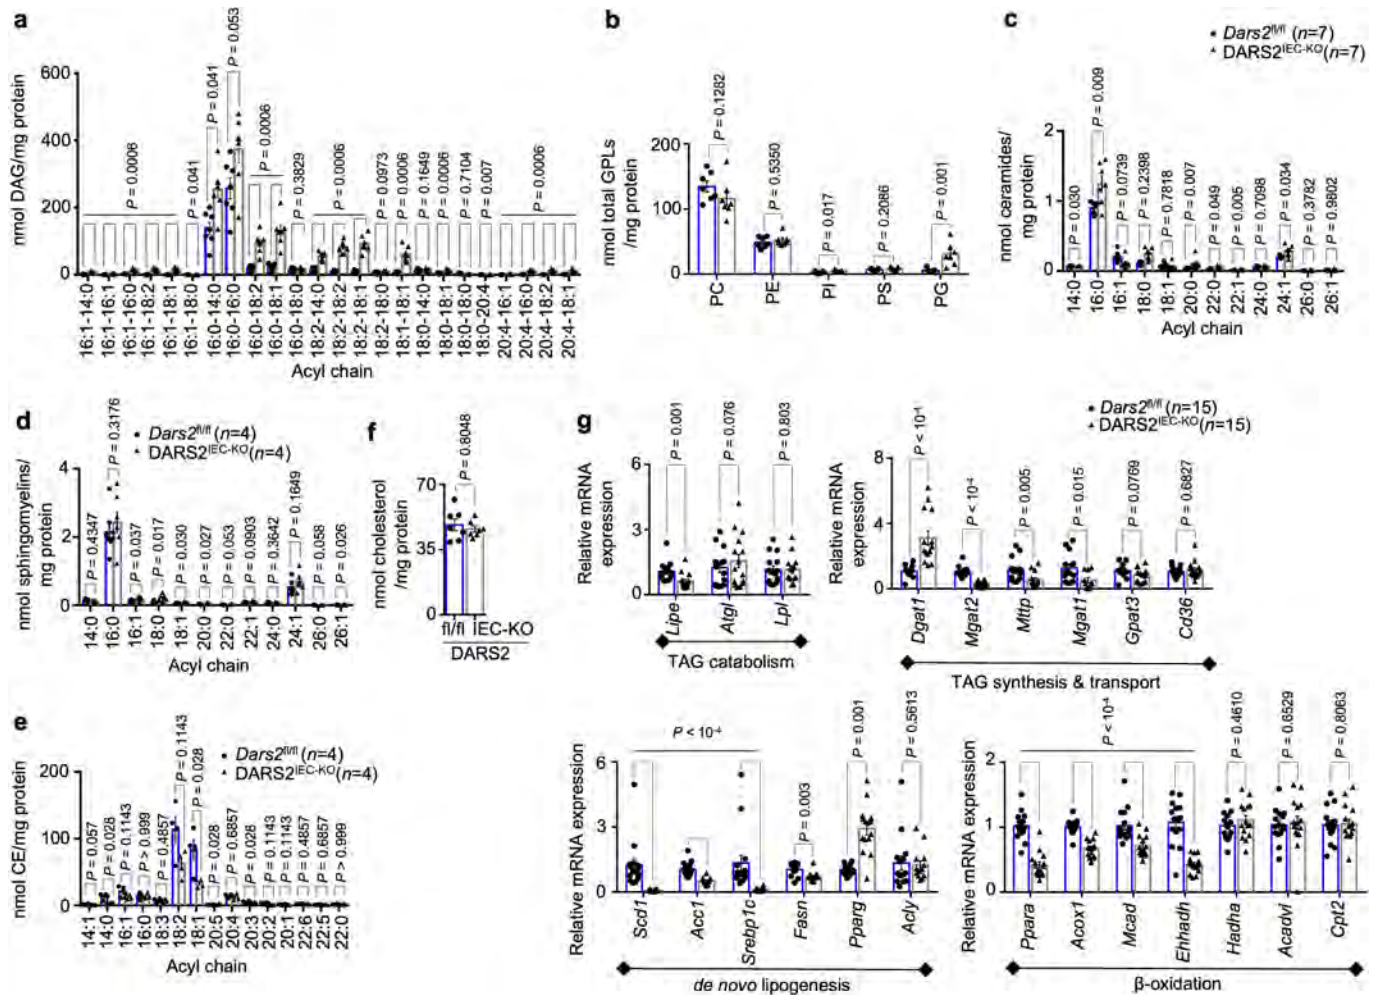 a
nmol DAG/mg protein
600
400
200
0
P = 0.0006
P = 0.041
P = 0.041
P = 0.053
P = 0.0006
P = 0.3829
P = 0.0006
P = 0.0973
P = 0.0006
P = 0.1649
P = 0.0006
P = 0.7104
P = 0.007
P = 0.0006
16:1-14:0
16:1-16:1
16:1-16:0
16:1-18:2
16:1-18:1
16:1-18:0
16:0-14:0
16:0-16:0
16:0-18:2
16:0-18:1
16:0-18:0
18:2-14:0
18:2-18:2
18:2-18:1
18:2-18:0
18:1-18:1
18:0-14:0
18:0-18:1
18:0-18:0
18:0-20:4
20:4-16:1
20:4-16:0
20:4-18:2
20:4-18:1
Acyl chain
b
nmol total GPLs
/mg protein
200
100
0
P = 0.1282
P = 0.5350
P = 0.017
P = 0.2086
P = 0.001
PC
PE
PI
PS
PG
c
Dars2fl/fl (n=7)
DARS2IEC-KO (n=7)
nmol ceramides/
mg protein
2
1
0
P = 0.030
P = 0.009
P = 0.0739
P = 0.2398
P = 0.7818
P = 0.007
P = 0.049
P = 0.005
P = 0.7098
P = 0.034
P = 0.3782
P = 0.9802
14:0
16:0
16:1
18:0
18:1
20:0
22:0
22:1
24:0
24:1
26:0
26:1
Acyl chain
d
Dars2fl/fl (n=4)
DARS2IEC-KO (n=4)
nmol sphingomyelins/
mg protein
4
2
0
P = 0.4347
P = 0.3176
P = 0.037
P = 0.017
P = 0.030
P = 0.027
P = 0.053
P = 0.0903
P = 0.3642
P = 0.1649
P = 0.058
P = 0.026
14:0
16:0
16:1
18:0
18:1
20:0
22:0
22:1
24:0
24:1
26:0
26:1
Acyl chain
f
nmol cholesterol
/mg protein
70
35
0
P = 0.8048
fl/fl IEC-KO
DARS2
e
Dars2fl/fl (n=4)
DARS2IEC-KO (n=4)
nmol CE/mg protein
200
100
0
P = 0.057
P = 0.028
P = 0.1143
P > 0.999
P = 0.4857
P = 0.1143
P = 0.028
P = 0.028
P = 0.6857
P = 0.028
P = 0.1143
P = 0.1143
P = 0.4857
P = 0.6857
P > 0.999
14:1
14:0
16:1
16:0
18:3
18:2
18:1
20:5
20:4
20:3
20:2
20:1
22:6
22:5
22:0
Acyl chain
g
Dars2fl/fl (n=15)
DARS2IEC-KO (n=15)
Relative mRNA
expression
6
3
0
P = 0.001
P = 0.076
P = 0.803
Lipe
Atgl
Lpl
TAG catabolism
Relative mRNA
expression
8
4
0
P < 10-4
P < 10-4
P = 0.005
P = 0.015
P = 0.0769
P = 0.6827
Dgat1
Mgat2
Mttp
Mgat1
Gpat3
Cd36
TAG synthesis & transport
Relative mRNA expression
6
3
0
P < 10-4
P = 0.003
P = 0.001
P = 0.5613
Scd1
Acc1
Srebp1c
Fasn
Pparg
Acly
de novo lipogenesis
Relative mRNA expression
2
1
0
P < 10-4
P = 0.4610
P = 0.6529
P = 0.8063
Ppara
Acox1
Mcad
Ehhadh
Hadha
Acadvl
Cpt2
β-oxidation